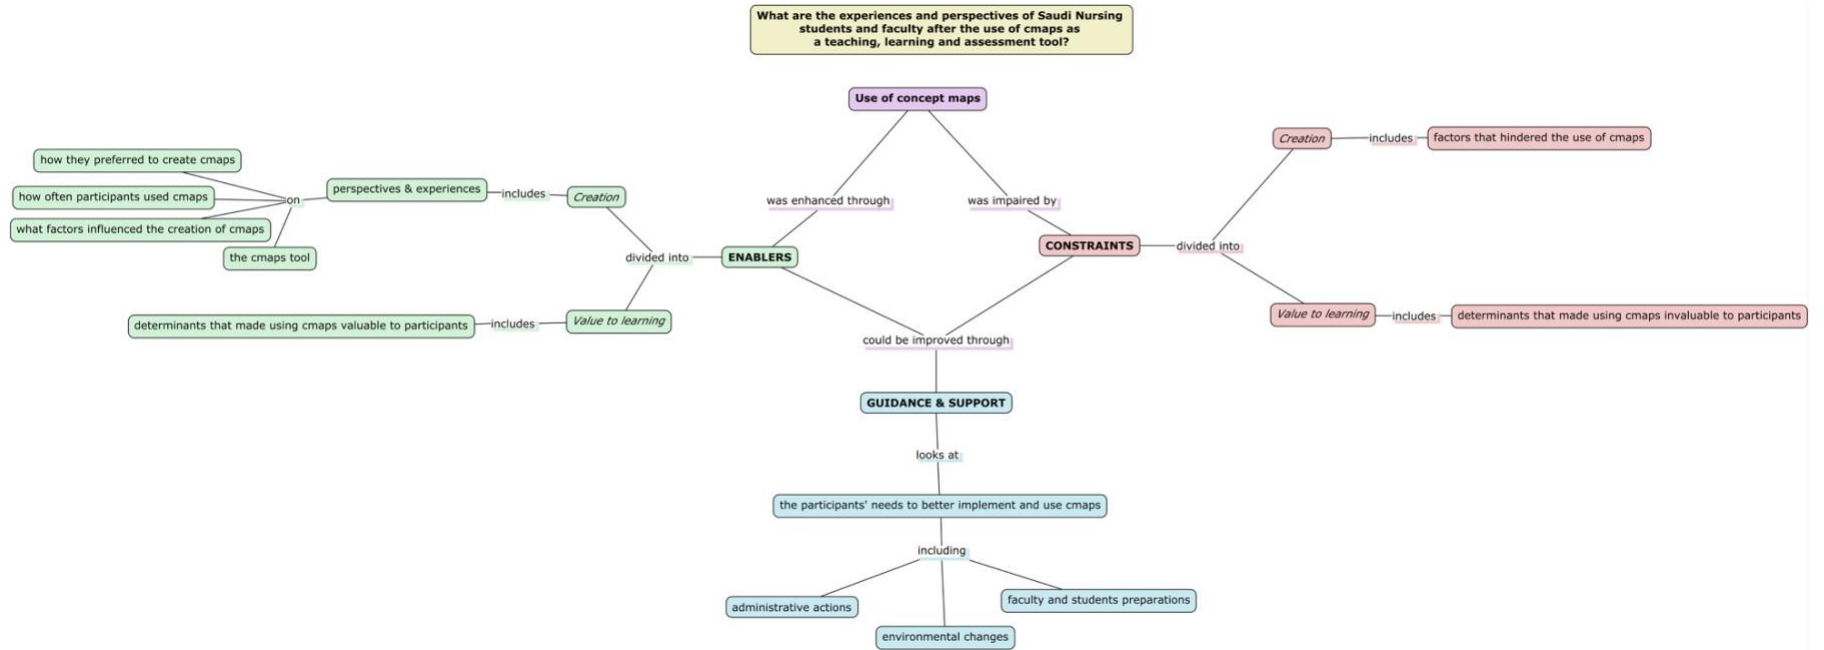 What are the experiences and perspectives of Saudi Nursing
students and faculty after the use of cmaps as
a teaching, learning and assessment tool?
Use of concept maps
was enhanced through
was impaired by
ENABLERS
divided into
Creation
includes
perspectives & experiences
on
how they preferred to create cmaps
how often participants used cmaps
what factors influenced the creation of cmaps
the cmaps tool
Value to learning
includes
determinants that made using cmaps valuable to participants
CONSTRAINTS
divided into
Creation
includes
factors that hindered the use of cmaps
Value to learning
includes
determinants that made using cmaps invaluable to participants
could be improved through
GUIDANCE & SUPPORT
looks at
the participants' needs to better implement and use cmaps
including
administrative actions
environmental changes
faculty and students preparations